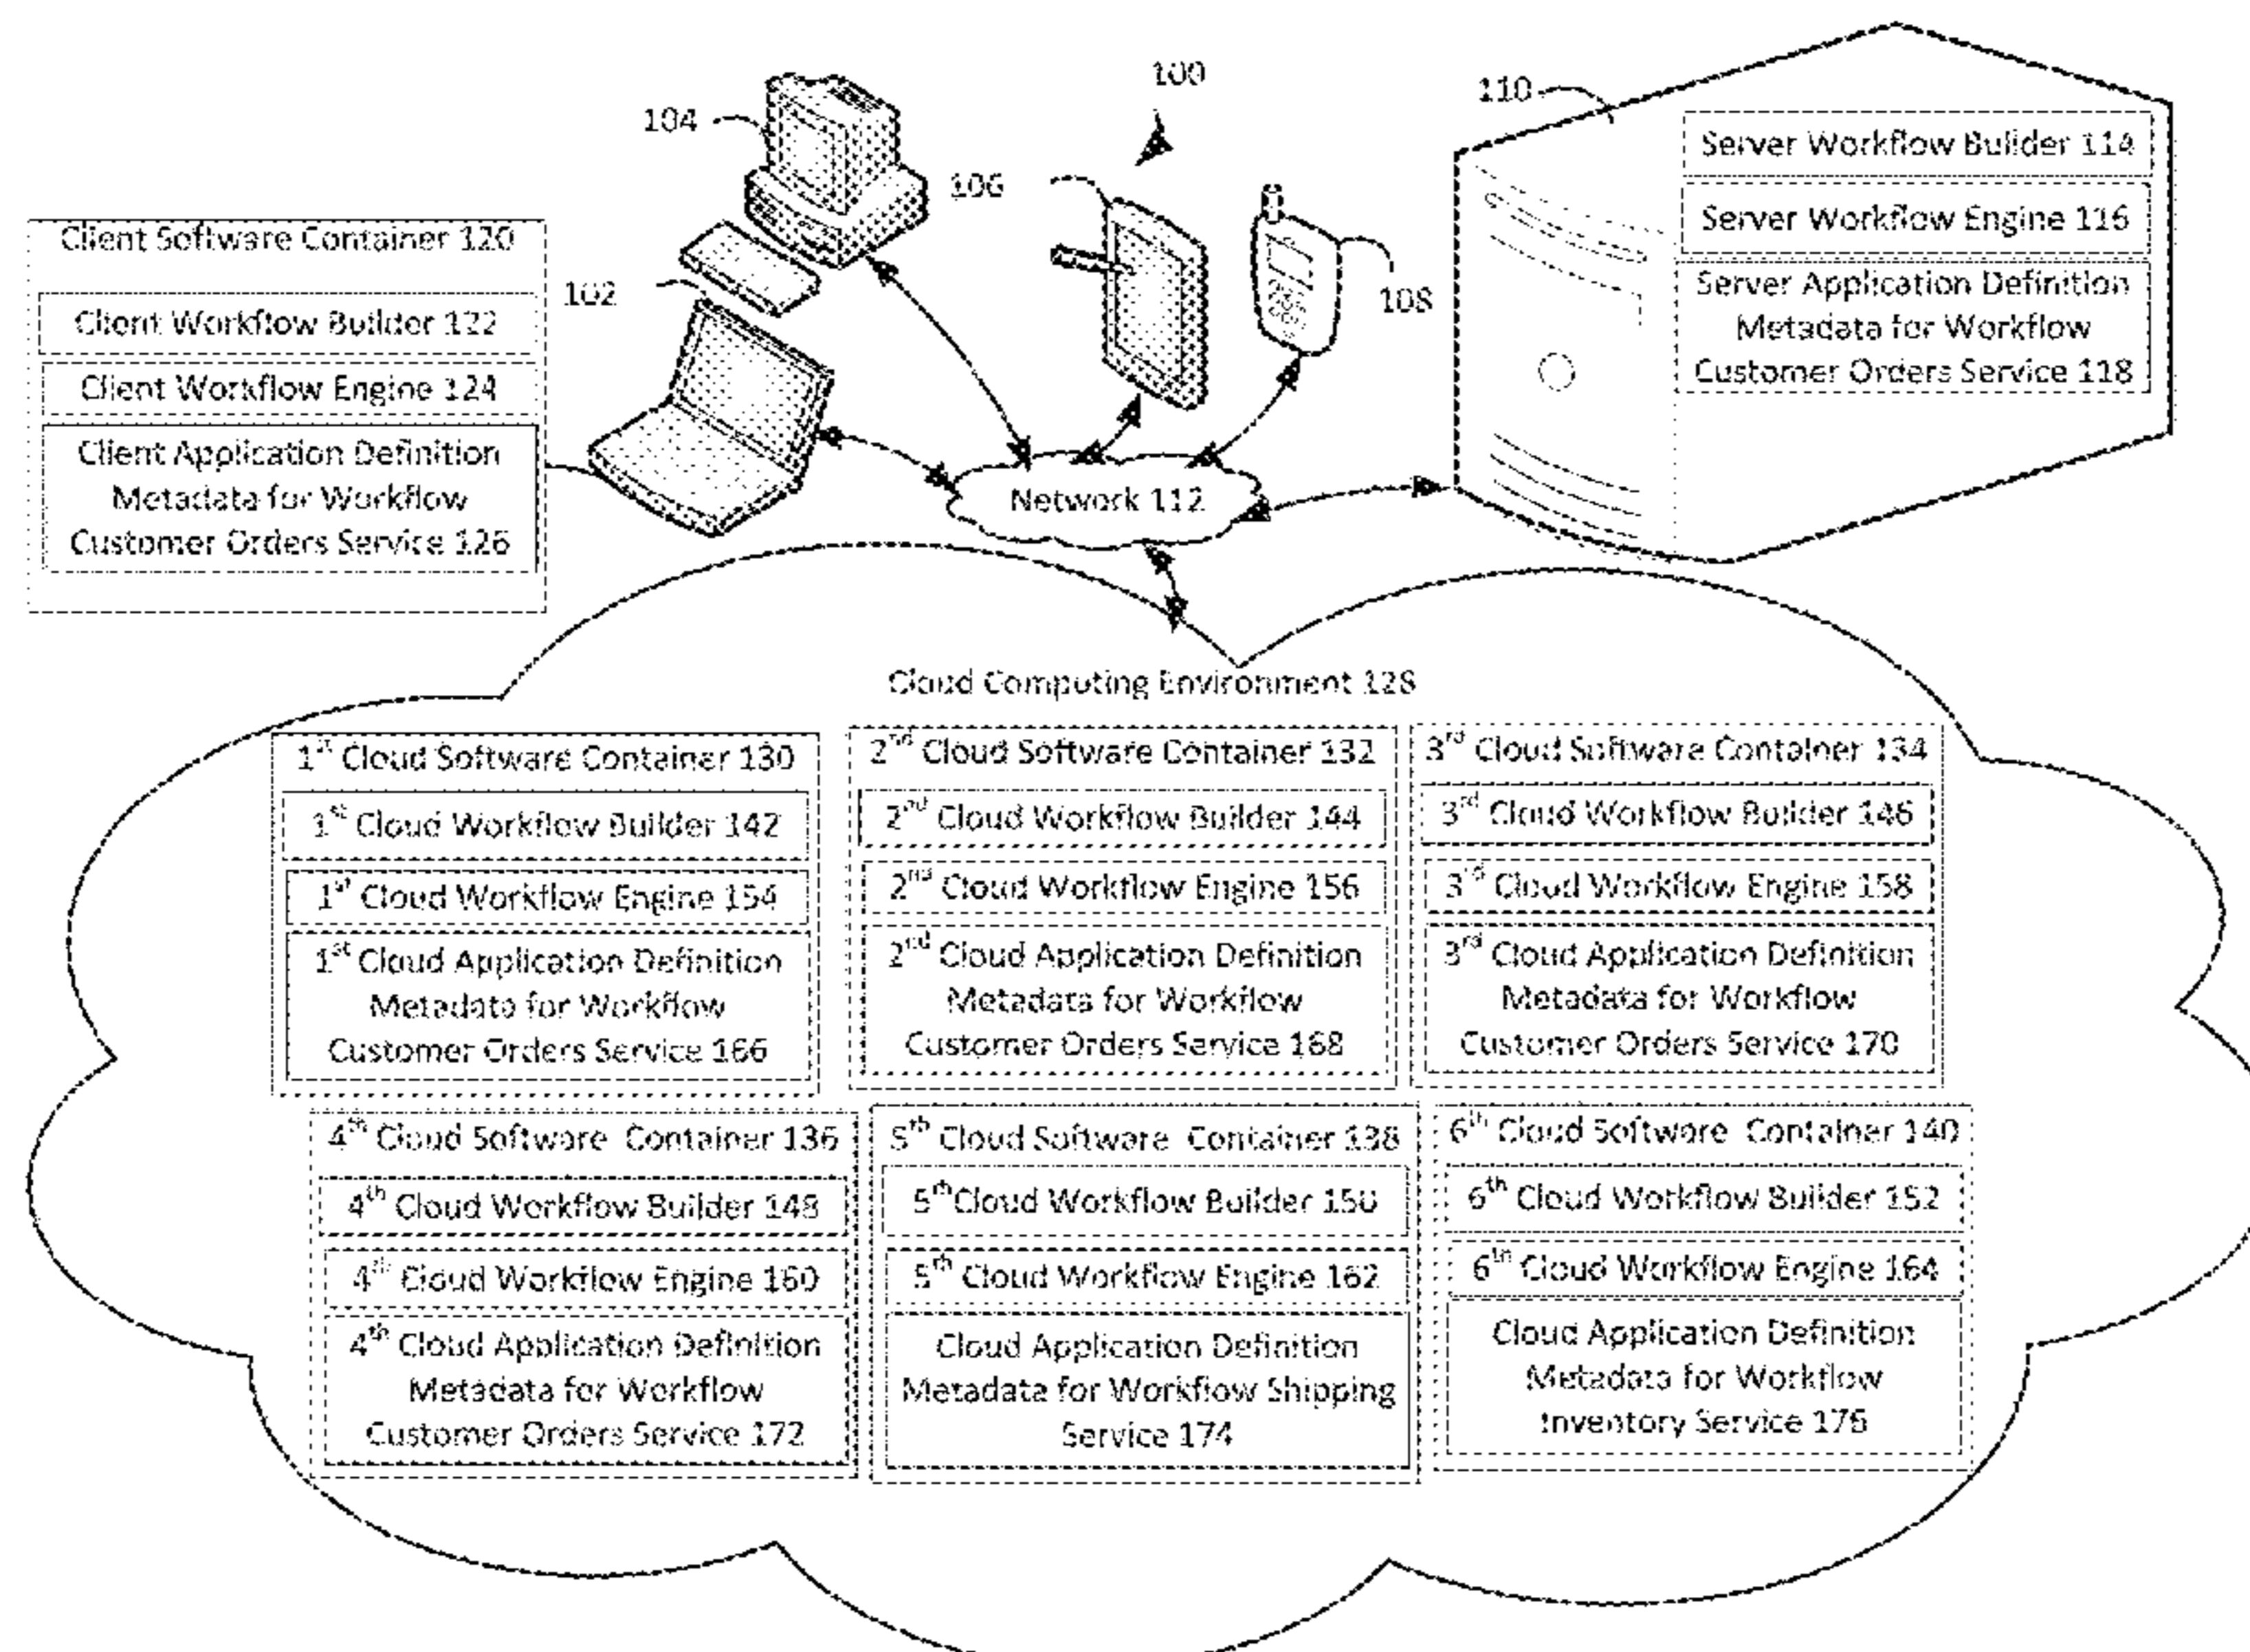 100
104
106
110
Server Workflow Builder 114
Server Workflow Engine 116
Server Application Definition
Metadata for Workflow
Customer Orders Service 118
Client Software Container 120
102
108
Client Workflow Builder 122
Client Workflow Engine 124
Client Application Definition
Metadata for Workflow
Customer Orders Service 126
Network 112
Cloud Computing Environment 128
1st Cloud Software Container 130
1st Cloud Workflow Builder 142
1st Cloud Workflow Engine 154
1st Cloud Application Definition
Metadata for Workflow
Customer Orders Service 166
2nd Cloud Software Container 132
2nd Cloud Workflow Builder 144
2nd Cloud Workflow Engine 156
2nd Cloud Application Definition
Metadata for Workflow
Customer Orders Service 168
3rd Cloud Software Container 134
3rd Cloud Workflow Builder 146
3rd Cloud Workflow Engine 158
3rd Cloud Application Definition
Metadata for Workflow
Customer Orders Service 170
4th Cloud Software Container 136
4th Cloud Workflow Builder 148
4th Cloud Workflow Engine 160
4th Cloud Application Definition
Metadata for Workflow
Customer Orders Service 172
5th Cloud Software Container 138
5th Cloud Workflow Builder 150
5th Cloud Workflow Engine 162
Cloud Application Definition
Metadata for Workflow Shipping
Service 174
6th Cloud Software Container 140
6th Cloud Workflow Builder 152
6th Cloud Workflow Engine 164
Cloud Application Definition
Metadata for Workflow
Inventory Service 176